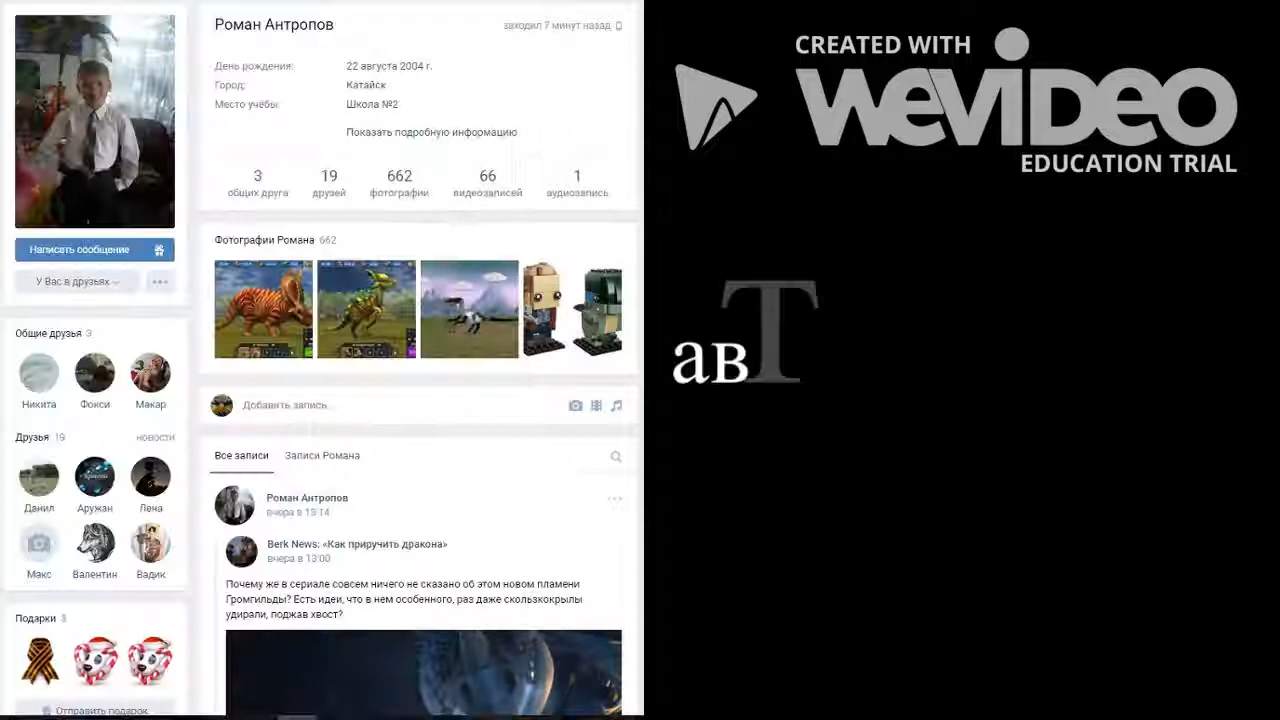 Роман Антропов
заходил 7 минут назад
День рождения: 22 августа 2004 г.
Город: Катайск
Место учёбы: Школа №2
Показать подробную информацию
3 19 662 66 1
общих друга друзей фотографии видеозаписей аудиозапись
Написать сообщение
У Вас в друзьях
Фотографии Романа 662
Общие друзья 3
Никита Фокси Макар
Друзья 19 новости
Данил Аружан Лена
Макс Валентин Вадик
Подарки 3
Отправить подарок
Добавить запись...
Все записи Записи Романа
Роман Антропов
вчера в 13:14
Berk News: «Как приручить дракона»
вчера в 13:00
Почему же в сериале совсем ничего не сказано об этом новом пламени
Громгильды? Есть идеи, что в нем особенного, раз даже скользкокрылы
удирали, поджав хвост?
CREATED WITH
WEVIDEO
EDUCATION TRIAL
авТ